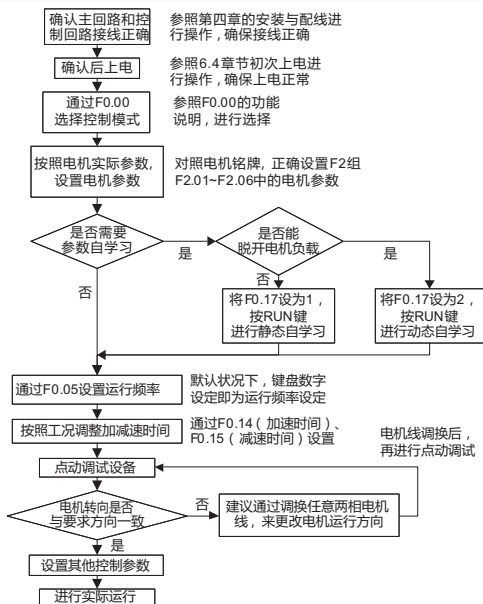 确认主回路和控
制回路接线正确
参照第四章的安装与配线进
行操作，确保接线正确
确认后上电
参照6.4章节初次上电进
行操作，确保上电正常
通过F0.00
选择控制模式
参照F0.00的功能
说明，进行选择
按照电机实际参数，
设置电机参数
对照电机铭牌，正确设置F2组
F2.01~F2.06中的电机参数
是否需要
参数自学习
是
是否能
脱开电机负载
是
否
否
将F0.17设为1，
按RUN键
进行静态自学习
将F0.17设为2，
按RUN键
进行动态自学习
通过F0.05设置运行频率
默认状况下，键盘数字
设定即为运行频率设定
按照工况调整加减速时间
通过F0.14（加速时间）、
F0.15（减速时间）设置
电机线调换后，
再进行点动调试
点动调试设备
电机转向是否
与要求方向一致
否
建议通过调换任意两相电机
线，来更改电机运行方向
是
设置其他控制参数
进行实际运行